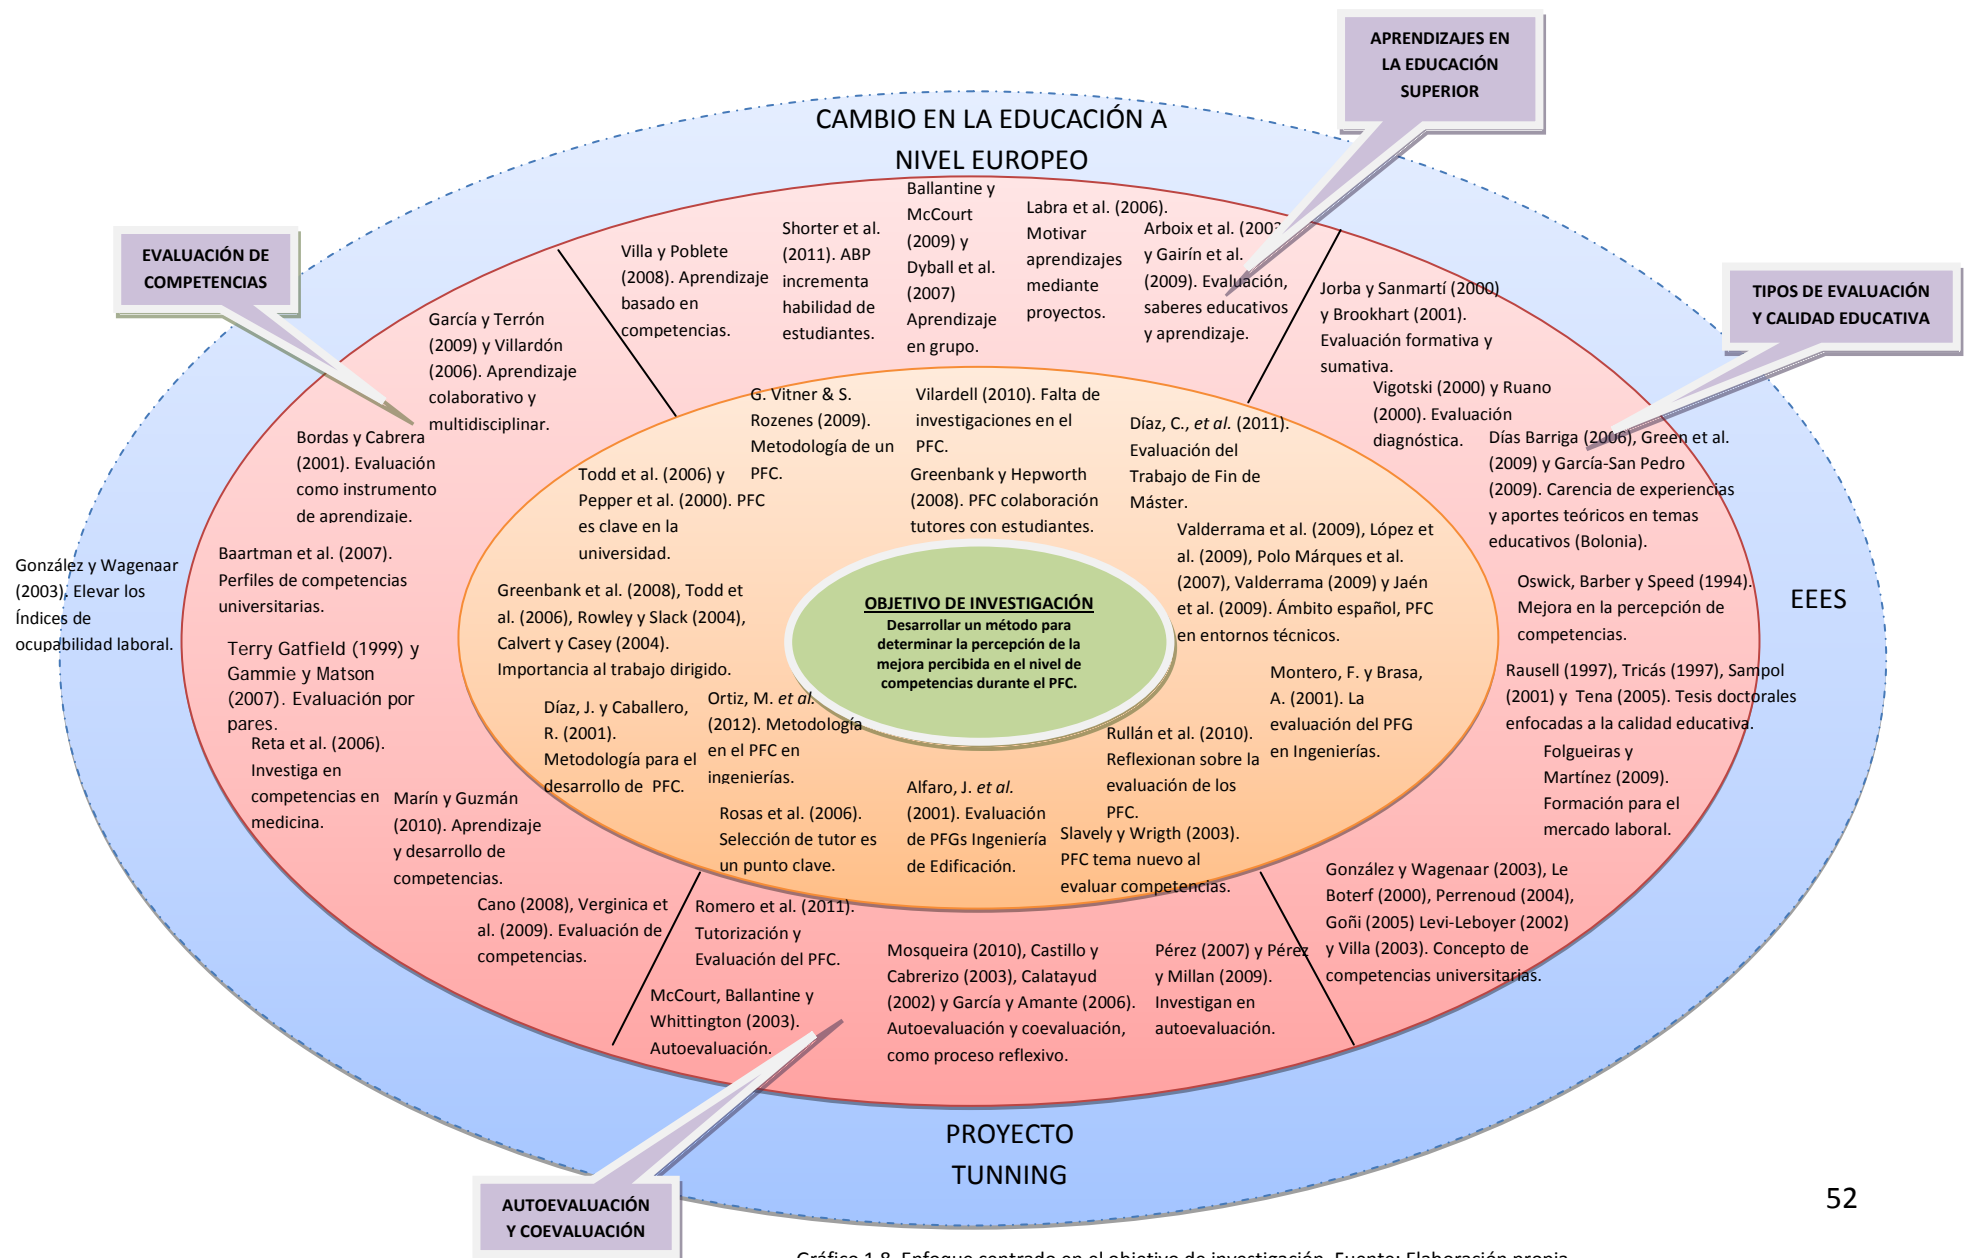 APRENDIZAJES EN
LA EDUCACIÓN
SUPERIOR
CAMBIO EN LA EDUCACIÓN A
NIVEL EUROPEO
EVALUACIÓN DE
COMPETENCIAS
TIPOS DE EVALUACIÓN
Y CALIDAD EDUCATIVA
Villa y Poblete
(2008). Aprendizaje
basado en
competencias.
Shorter et al.
(2011). ABP
incrementa
habilidad de
estudiantes.
Ballantine y
McCourt
(2009) y
Dyball et al.
(2007)
Aprendizaje
en grupo.
Labra et al. (2006).
Motivar
aprendizajes
mediante
proyectos.
Arboix et al. (2003
y Gairín et al.
(2009). Evaluación,
saberes educativos
y aprendizaje.
Jorba y Sanmartí (2000)
y Brookhart (2001).
Evaluación formativa y
sumativa.
Vigotski (2000) y Ruano
(2000). Evaluación
diagnóstica.
Días Barriga (2006), Green et al.
(2009) y García-San Pedro
(2009). Carencia de experiencias
y aportes teóricos en temas
educativos (Bolonia).
Oswick, Barber y Speed (1994).
Mejora en la percepción de
competencias.
EEES
Rausell (1997), Tricás (1997), Sampol
(2001) y Tena (2005). Tesis doctorales
enfocadas a la calidad educativa.
Folgueiras y
Martínez (2009).
Formación para el
mercado laboral.
González y Wagenaar (2003), Le
Boterf (2000), Perrenoud (2004),
Goñi (2005) Levi-Leboyer (2002)
y Villa (2003). Concepto de
competencias universitarias.
García y Terrón
(2009) y Villardón
(2006). Aprendizaje
colaborativo y
multidisciplinar.
Bordas y Cabrera
(2001). Evaluación
como instrumento
de aprendizaje.
Baartman et al. (2007).
Perfiles de competencias
universitarias.
González y Wagenaar
(2003). Elevar los
Índices de
ocupabilidad laboral.
Terry Gatfield (1999) y
Gammie y Matson
(2007). Evaluación por
pares.
Reta et al. (2006).
Investiga en
competencias en
medicina.
Marín y Guzmán
(2010). Aprendizaje
y desarrollo de
competencias.
Cano (2008), Verginica et
al. (2009). Evaluación de
competencias.
G. Vitner & S.
Rozenes (2009).
Metodología de un
PFC.
Vilardell (2010). Falta de
investigaciones en el
PFC.
Greenbank y Hepworth
(2008). PFC colaboración
tutores con estudiantes.
Díaz, C., et al. (2011).
Evaluación del
Trabajo de Fin de
Máster.
Todd et al. (2006) y
Pepper et al. (2000). PFC
es clave en la
universidad.
Valderrama et al. (2009), López et
al. (2009), Polo Márques et al.
(2007), Valderrama (2009) y Jaén
et al. (2009). Ámbito español, PFC
en entornos técnicos.
Greenbank et al. (2008), Todd et
al. (2006), Rowley y Slack (2004),
Calvert y Casey (2004).
Importancia al trabajo dirigido.
OBJETIVO DE INVESTIGACIÓN
Desarrollar un método para
determinar la percepción de la
mejora percibida en el nivel de
competencias durante el PFC.
Montero, F. y Brasa,
A. (2001). La
evaluación del PFG
en Ingenierías.
Díaz, J. y Caballero,
R. (2001).
Metodología para el
desarrollo de PFC.
Ortiz, M. et al.
(2012). Metodología
en el PFC en
ingenierías.
Rullán et al. (2010).
Reflexionan sobre la
evaluación de los
PFC.
Rosas et al. (2006).
Selección de tutor es
un punto clave.
Alfaro, J. et al.
(2001). Evaluación
de PFGs Ingeniería
de Edificación.
Slavely y Wrigth (2003).
PFC tema nuevo al
evaluar competencias.
Romero et al. (2011).
Tutorización y
Evaluación del PFC.
McCourt, Ballantine y
Whittington (2003).
Autoevaluación.
Mosqueira (2010), Castillo y
Cabrerizo (2003), Calatayud
(2002) y García y Amante (2006).
Autoevaluación y coevaluación,
como proceso reflexivo.
Pérez (2007) y Pérez
y Millan (2009).
Investigan en
autoevaluación.
PROYECTO
TUNNING
AUTOEVALUACIÓN
Y COEVALUACIÓN
52
Gráfico 1.8. Enfoque centrado en el objetivo de investigación. Fuente: Elaboración propia